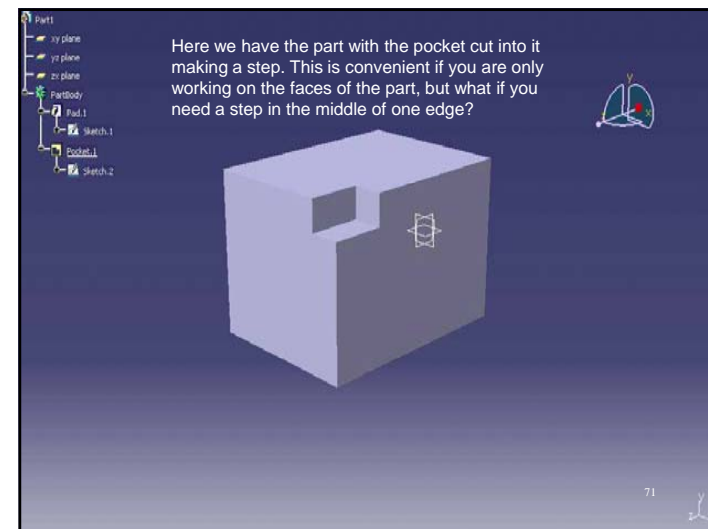 Part1
xy plane
yz plane
zx plane
PartBody
Pad.1
Sketch.1
Pocket.1
Sketch.2
Here we have the part with the pocket cut into it
making a step. This is convenient if you are only
working on the faces of the part, but what if you
need a step in the middle of one edge?
y
x
71
y